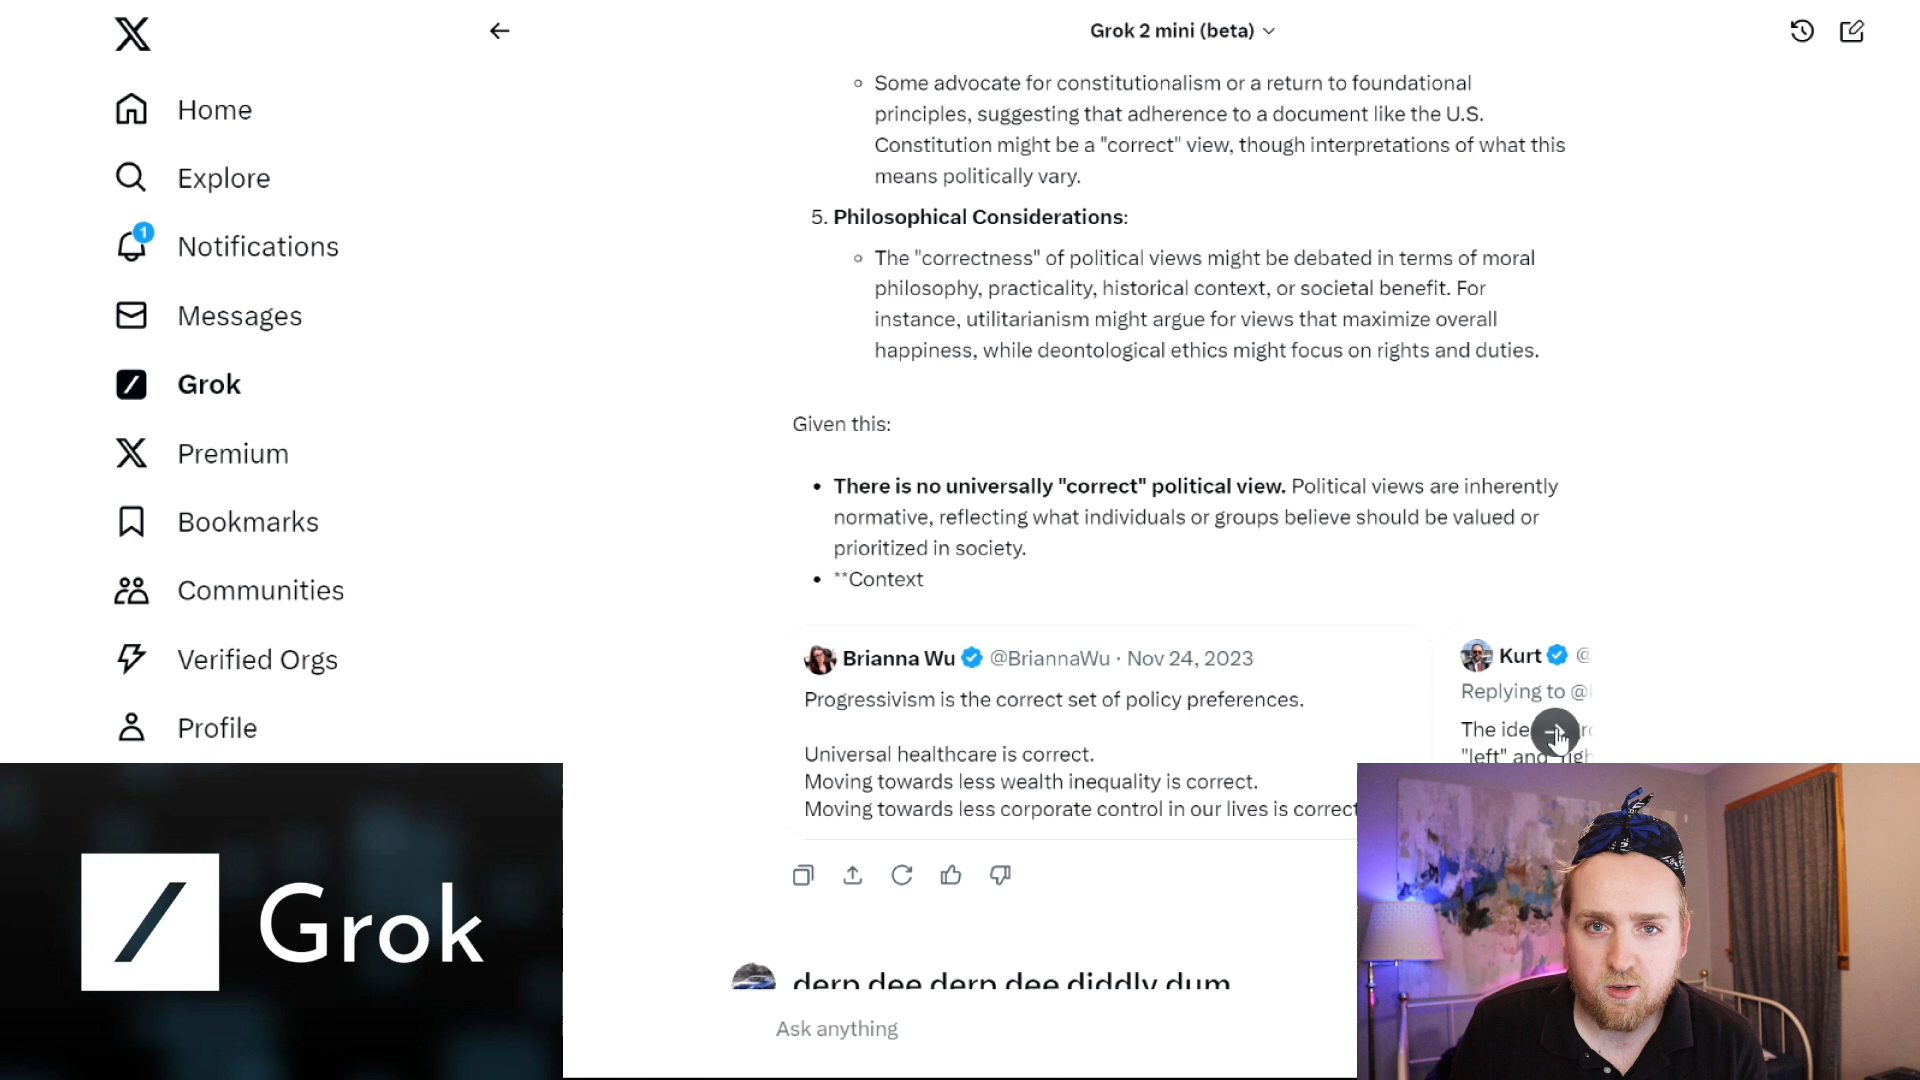 Grok 2 mini (beta)
Home
Explore
1
Notifications
Messages
Grok
Premium
Bookmarks
Communities
Verified Orgs
Profile
Some advocate for constitutionalism or a return to foundational
principles, suggesting that adherence to a document like the U.S.
Constitution might be a "correct" view, though interpretations of what this
means politically vary.
5. Philosophical Considerations:
The "correctness" of political views might be debated in terms of moral
philosophy, practicality, historical context, or societal benefit. For
instance, utilitarianism might argue for views that maximize overall
happiness, while deontological ethics might focus on rights and duties.
Given this:
There is no universally "correct" political view. Political views are inherently
normative, reflecting what individuals or groups believe should be valued or
prioritized in society.
**Context
Brianna Wu @BriannaWu · Nov 24, 2023
Progressivism is the correct set of policy preferences.
Universal healthcare is correct.
Moving towards less wealth inequality is correct.
Moving towards less corporate control in our lives is correct
Kurt @
Replying to @
The
"left" and
derp dee derp dee diddly dum
Ask anything
Grok